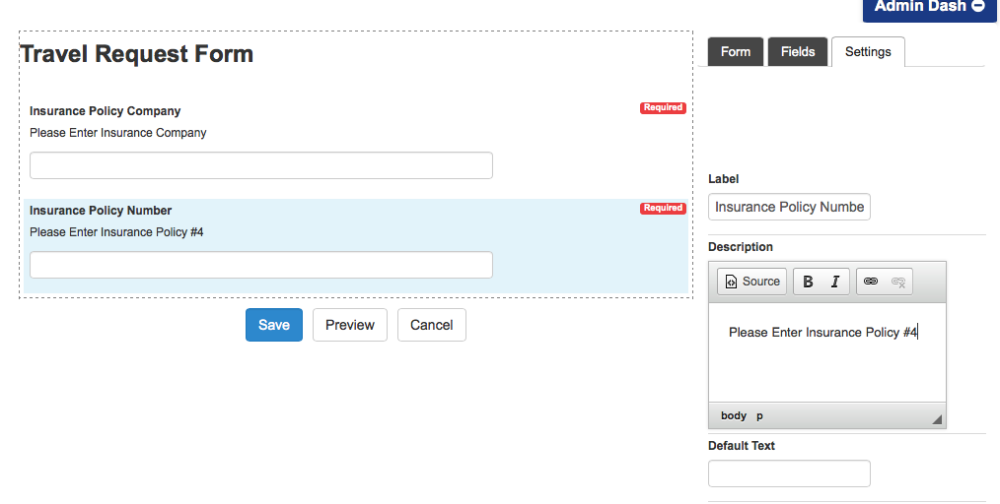 Admin Dash
Travel Request Form
Form Fields Settings
Insurance Policy Company Required
Please Enter Insurance Company
Insurance Policy Number Required
Please Enter Insurance Policy #4
Save Preview Cancel
Label
Insurance Policy Numbe
Description
Source B I
Please Enter Insurance Policy #4
body p
Default Text